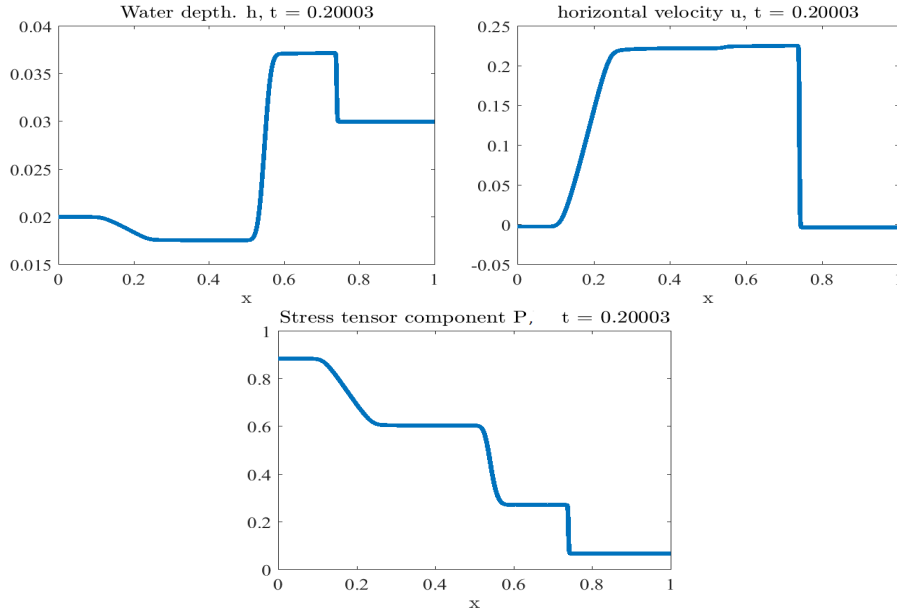 Water depth. h, t = 0.20003
0.04
0.035
0.03
0.025
0.02
0.015
0 0.2 0.4 0.6 0.8 1
x
horizontal velocity u, t = 0.20003
0.25
0.2
0.15
0.1
0.05
0
-0.05
0 0.2 0.4 0.6 0.8 1
x
Stress tensor component P, t = 0.20003
1
0.8
0.6
0.4
0.2
0
0 0.2 0.4 0.6 0.8 1
x